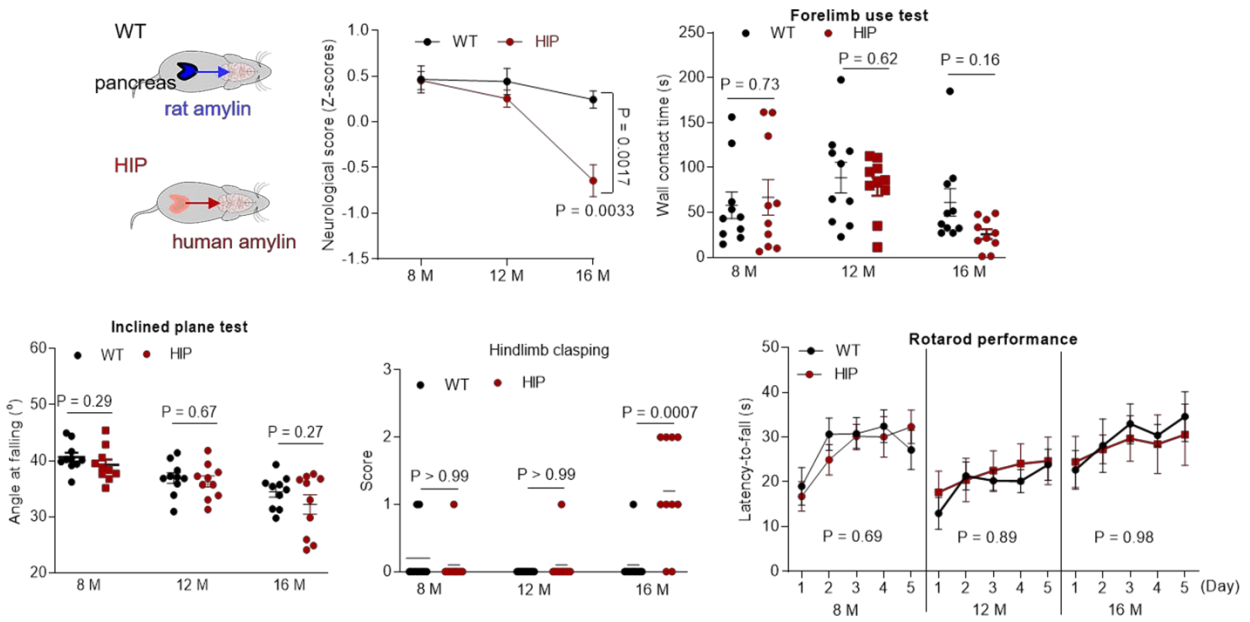 WT
pancreas
rat amylin
HIP
human amylin
Neurological score (Z-scores)
1.0
0.5
0.0
-0.5
-1.0
-1.5
WT
HIP
P = 0.0017
P = 0.0033
8 M
12 M
16 M
Forelimb use test
WT
HIP
Wall contact time (s)
250
200
150
100
50
0
P = 0.73
P = 0.62
P = 0.16
8 M
12 M
16 M
Inclined plane test
WT
HIP
Angle at falling (°)
60
50
40
30
20
P = 0.29
P = 0.67
P = 0.27
8 M
12 M
16 M
Hindlimb clasping
WT
HIP
Score
3
2
1
0
P > 0.99
P > 0.99
P = 0.0007
8 M
12 M
16 M
Rotarod performance
WT
HIP
Latency-to-fall (s)
50
40
30
20
10
0
P = 0.69
P = 0.89
P = 0.98
1 2 3 4 5 1 2 3 4 5 1 2 3 4 5 (Day)
8 M
12 M
16 M